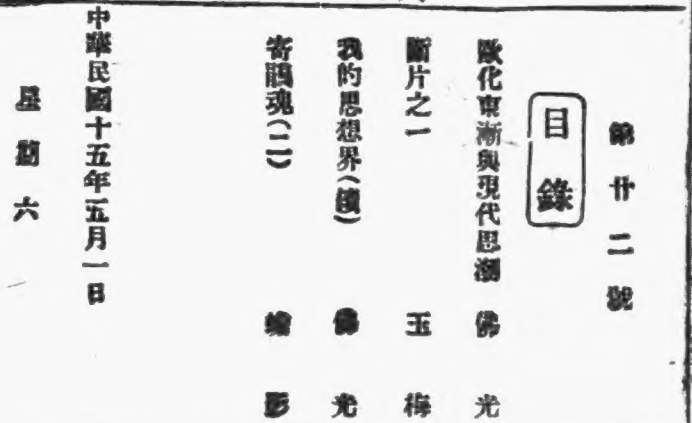 第廿二號
目錄
歐化東漸與現代思潮 佛光
斷片之一 玉梅
我的思想界(續) 佛光
寄鵑魂(二) 影
中華民國十五年五月一日
星期六